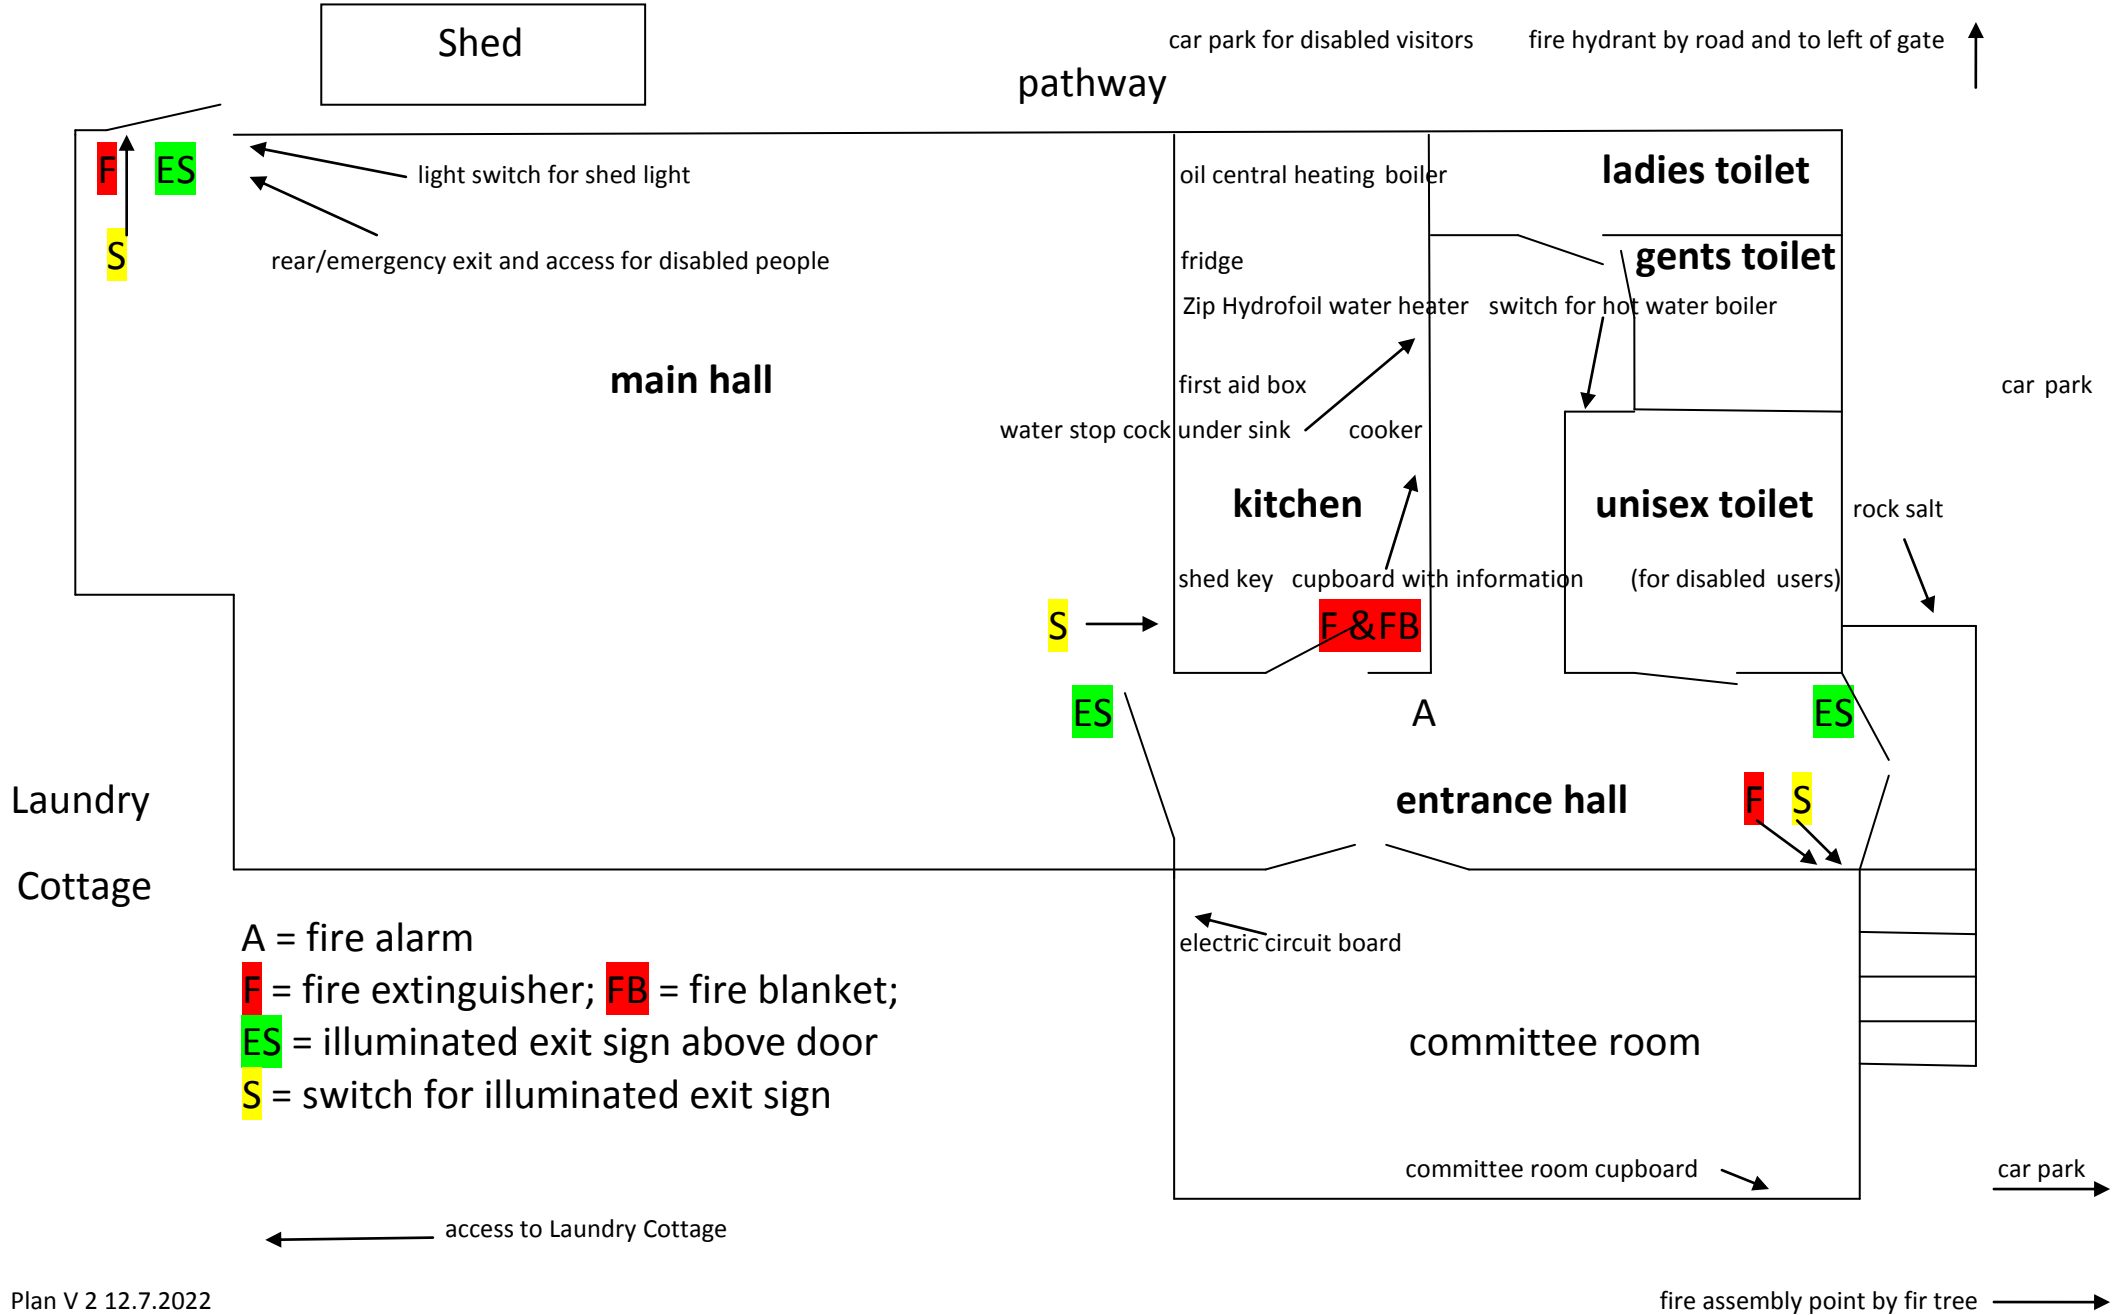 Shed
car park for disabled visitors
fire hydrant by road and to left of gate
pathway
F
ES
light switch for shed light
oil central heating boiler
ladies toilet
S
rear/emergency exit and access for disabled people
fridge
gents toilet
Zip Hydrofoil water heater
switch for hot water boiler
main hall
first aid box
car park
water stop cock under sink
cooker
kitchen
unisex toilet
rock salt
shed key
cupboard with information
(for disabled users)
S
F &FB
ES
A
ES
Laundry
entrance hall
F
S
Cottage
A = fire alarm
electric circuit board
F = fire extinguisher; FB = fire blanket;
ES = illuminated exit sign above door
committee room
S = switch for illuminated exit sign
committee room cupboard
car park
access to Laundry Cottage
Plan V 2 12.7.2022
fire assembly point by fir tree